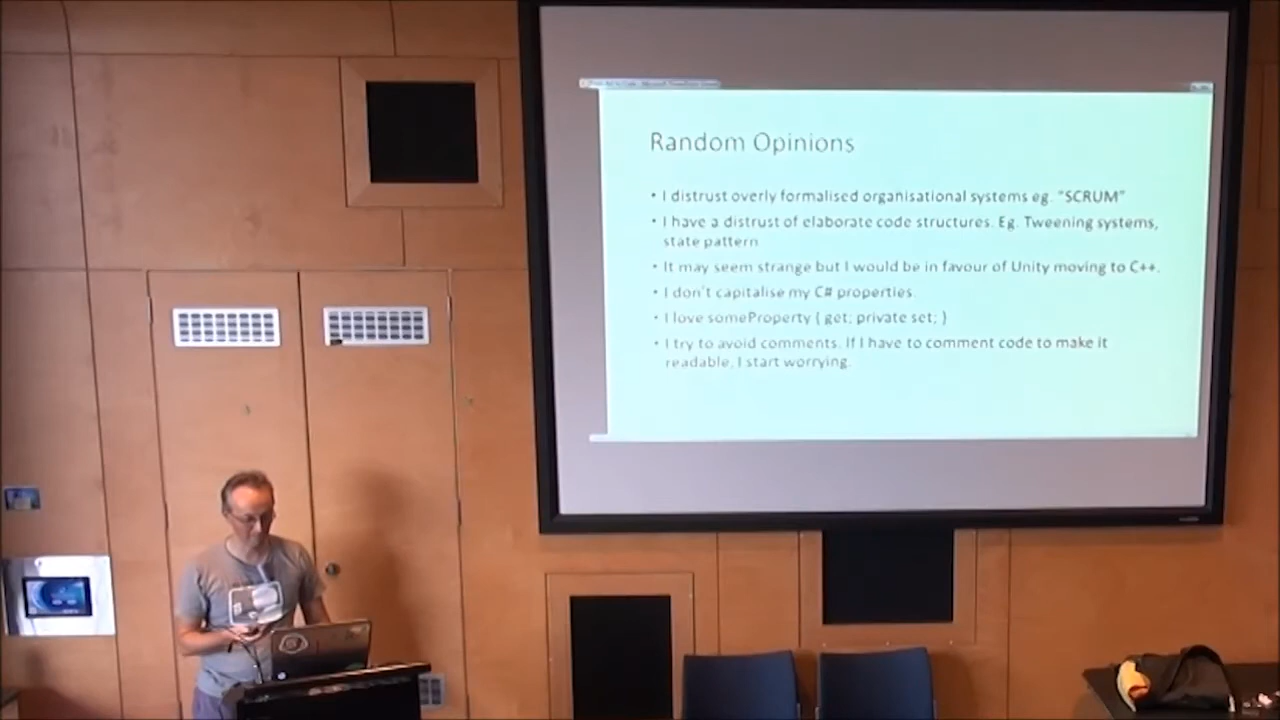 Random Opinions
• I distrust overly formalised organisational systems eg. "SCRUM"
• I have a distrust of elaborate code structures. Eg. Tweening systems,
state pattern
• It may seem strange but I would be in favour of Unity moving to C++.
• I don't capitalise my C# properties.
• I love someProperty { get; private set; }
• I try to avoid comments. If I have to comment code to make it
readable, I start worrying.